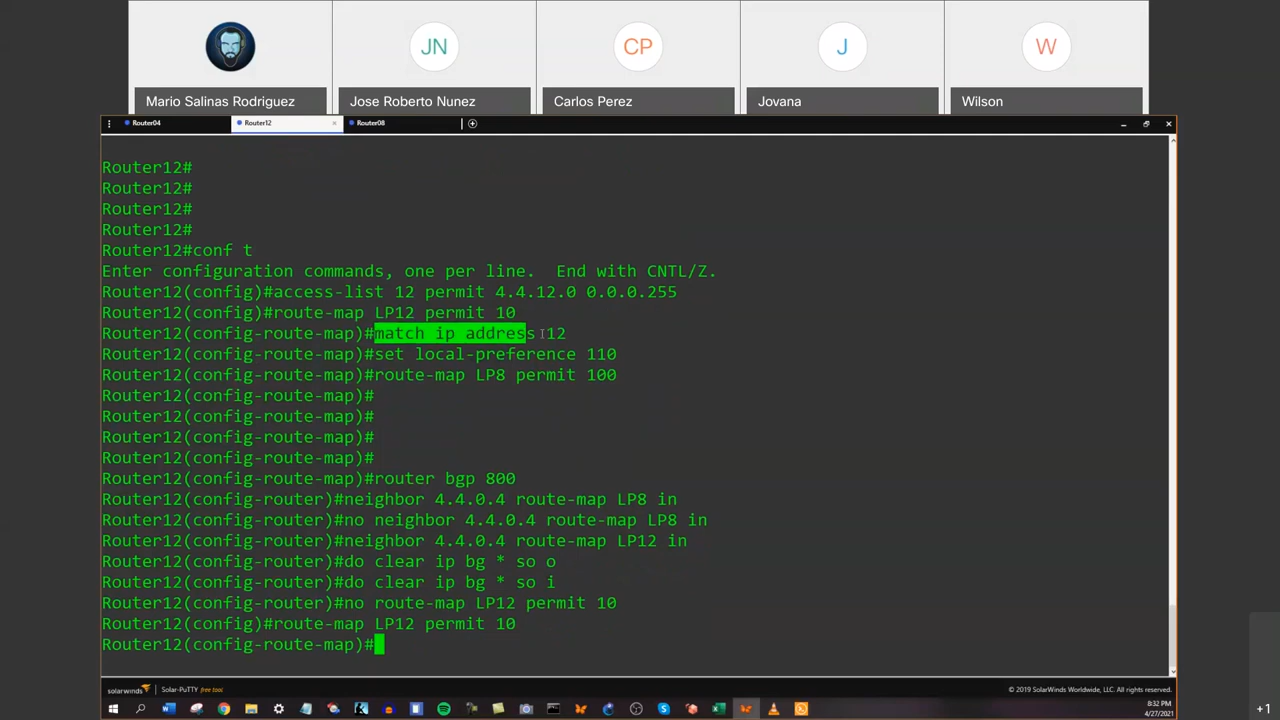 JN
CP
J
W
Mario Salinas Rodriguez
Jose Roberto Nunez
Carlos Perez
Jovana
Wilson
Router04
Router12
Router08
Router12#
Router12#
Router12#
Router12#
Router12#conf t
Enter configuration commands, one per line.  End with CNTL/Z.
Router12(config)#access-list 12 permit 4.4.12.0 0.0.0.255
Router12(config)#route-map LP12 permit 10
Router12(config-route-map)#match ip address 12
Router12(config-route-map)#set local-preference 110
Router12(config-route-map)#route-map LP8 permit 100
Router12(config-route-map)#
Router12(config-route-map)#
Router12(config-route-map)#
Router12(config-route-map)#
Router12(config-route-map)#router bgp 800
Router12(config-router)#neighbor 4.4.0.4 route-map LP8 in
Router12(config-router)#no neighbor 4.4.0.4 route-map LP8 in
Router12(config-router)#neighbor 4.4.0.4 route-map LP12 in
Router12(config-router)#do clear ip bg * so o
Router12(config-router)#do clear ip bg * so i
Router12(config-router)#no route-map LP12 permit 10
Router12(config)#route-map LP12 permit 10
Router12(config-route-map)#
solarwinds Solar-PuTTY free tool © 2019 SolarWinds Worldwide, LLC. All rights reserved.
8:32 PM
4/27/2021
+1